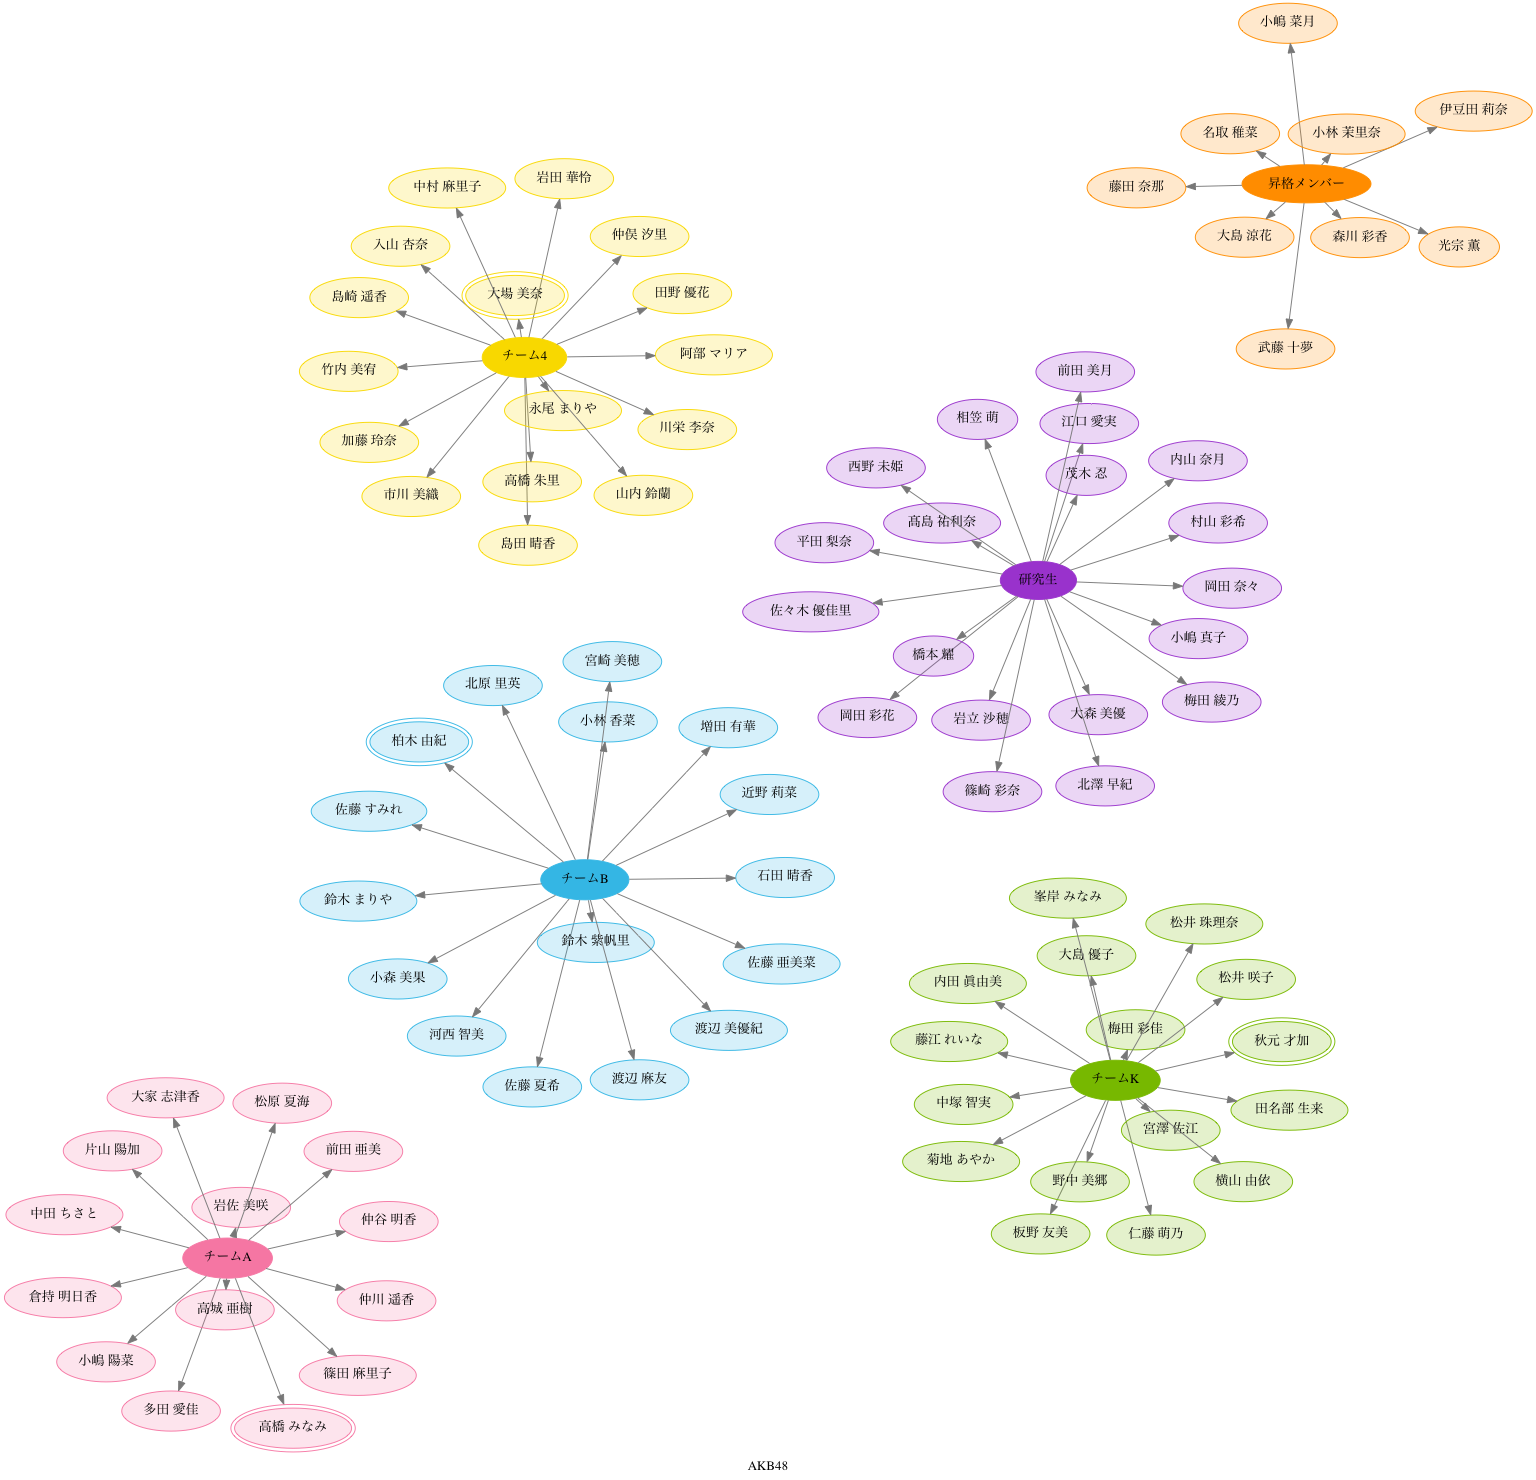 小嶋 菜月
伊豆田 莉奈
名取 稚菜
小林 茉里奈
昇格メンバー
藤田 奈那
大島 涼花
森川 彩香
光宗 薫
武藤 十夢
中村 麻里子
岩田 華怜
入山 杏奈
仲俣 汐里
島崎 遥香
大場 美奈
田野 優花
チーム4
阿部 マリア
竹内 美宥
永尾 まりや
川栄 李奈
加藤 玲奈
高橋 朱里
市川 美織
山内 鈴蘭
島田 晴香
前田 美月
相笠 萌
江口 愛実
西野 未姫
茂木 忍
内山 奈月
髙島 祐利奈
村山 彩希
平田 梨奈
研究生
岡田 奈々
佐々木 優佳里
小嶋 真子
橋本 耀
梅田 綾乃
岡田 彩花
岩立 沙穂
大森 美優
篠崎 彩奈
北澤 早紀
宮崎 美穂
北原 里英
小林 香菜
増田 有華
柏木 由紀
近野 莉菜
佐藤 すみれ
チームB
石田 晴香
鈴木 まりや
鈴木 紫帆里
佐藤 亜美菜
小森 美果
河西 智美
渡辺 美優紀
佐藤 夏希
渡辺 麻友
峯岸 みなみ
松井 珠理奈
大島 優子
内田 眞由美
松井 咲子
梅田 彩佳
藤江 れいな
秋元 才加
チームK
中塚 智実
田名部 生来
宮澤 佐江
菊地 あやか
野中 美郷
横山 由依
板野 友美
仁藤 萌乃
大家 志津香
松原 夏海
片山 陽加
前田 亜美
岩佐 美咲
中田 ちさと
仲谷 明香
チームA
倉持 明日香
高城 亜樹
仲川 遥香
小嶋 陽菜
篠田 麻里子
多田 愛佳
高橋 みなみ
AKB48